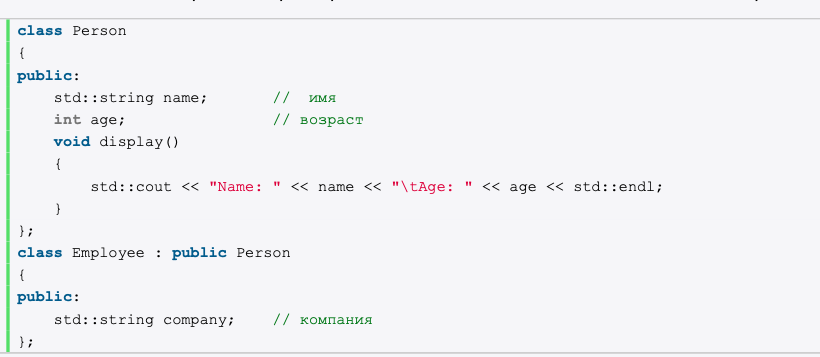 class Person
{
public:
    std::string name;       //  имя
    int age;                // возраст
    void display()
    {
        std::cout << "Name: " << name << "\tAge: " << age << std::endl;
    }
};
class Employee : public Person
{
public:
    std::string company;    // компания
};